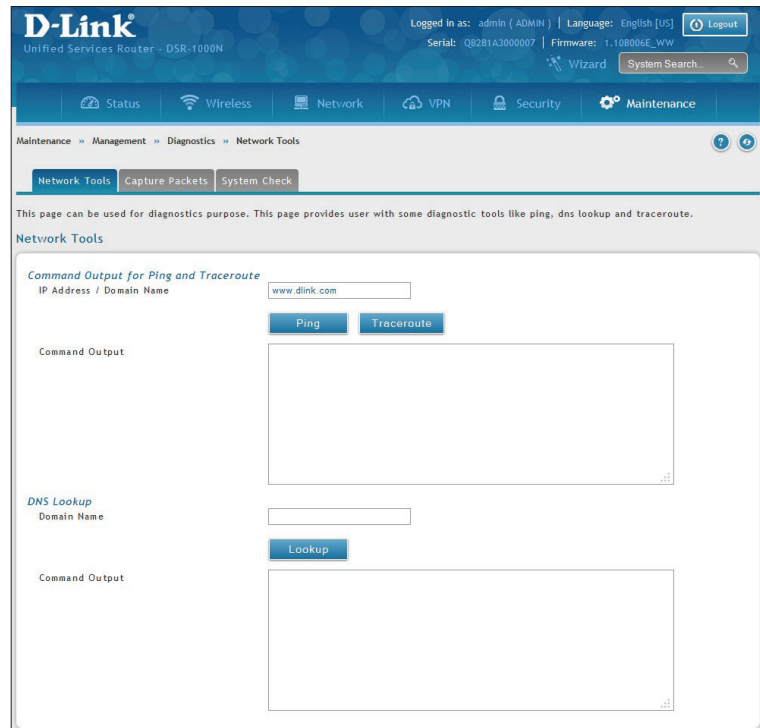 D-Link®
Unified Services Router - DSR-1000N
Logged in as: admin ( ADMIN ) | Language: English [US]
Logout
Serial: QB2B1A3000007 | Firmware: 1.10B006E_WW
Wizard
System Search...
Status
Wireless
Network
VPN
Security
Maintenance
Maintenance » Management » Diagnostics » Network Tools
Network Tools
Capture Packets
System Check
This page can be used for diagnostics purpose. This page provides user with some diagnostic tools like ping, dns lookup and traceroute.
Network Tools
Command Output for Ping and Traceroute
IP Address / Domain Name
www.dlink.com
Ping
Traceroute
Command Output
DNS Lookup
Domain Name
Lookup
Command Output